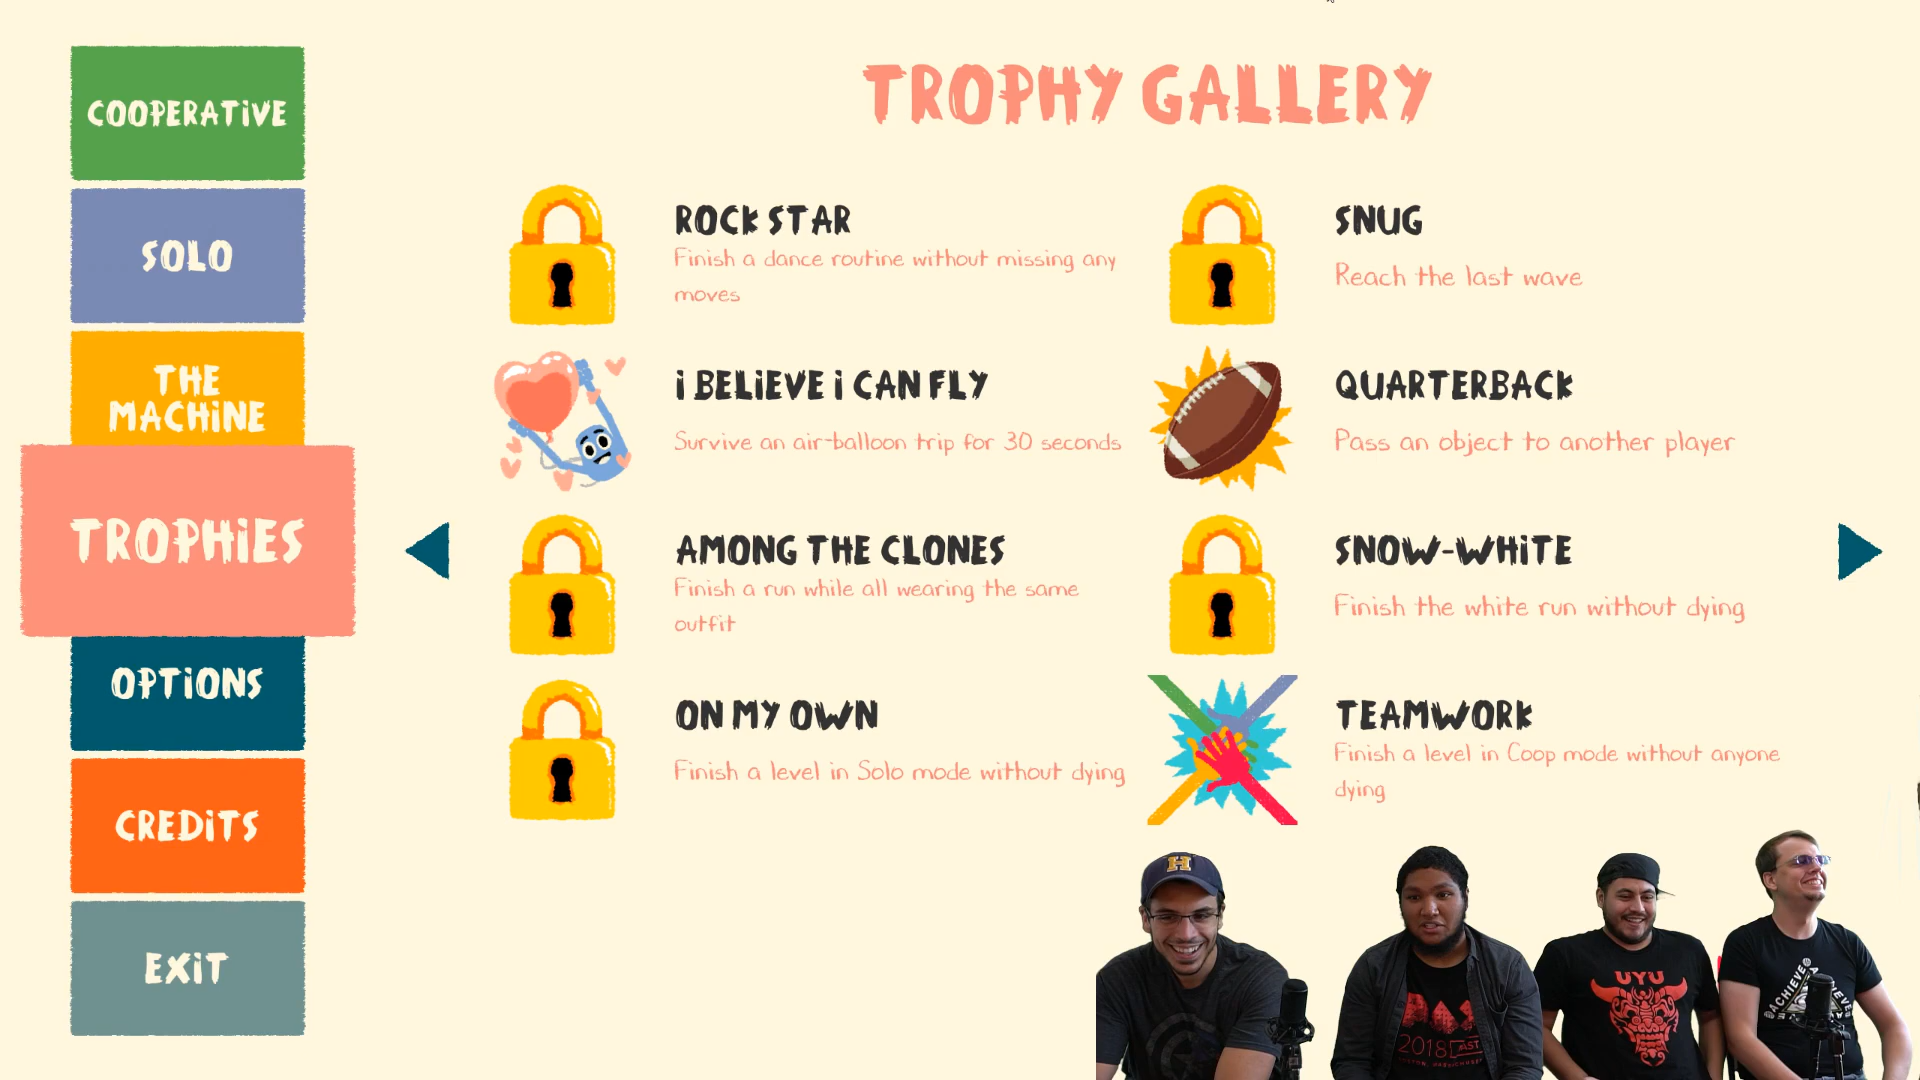 COOPERATiVE
SOLO
THE
MACHiNE
TROPHiES
OPTiONS
CREDiTS
EXiT
TROPHY GALLERY
ROCK STAR
Finish a dance routine without missing any
moves
SNUG
Reach the last wave
i BELiEVE i CAN FLY
Survive an air-balloon trip for 30 seconds
QUARTERBACK
Pass an object to another player
AMONG THE CLONES
Finish a run while all wearing the same
outfit
SNOW-WHiTE
Finish the white run without dying
ON MY OWN
Finish a level in Solo mode without dying
TEAMWORK
Finish a level in Coop mode without anyone
dying
H
2018 EAST
UYU
ACHIEVE